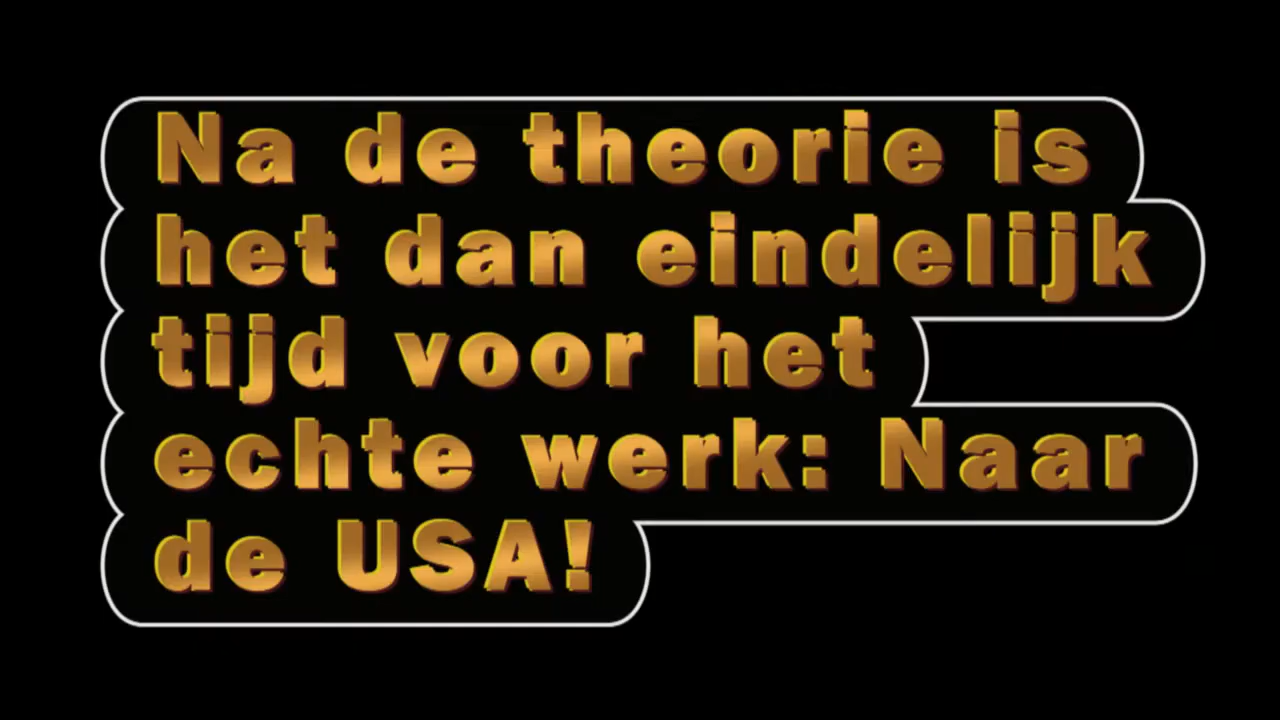 Na de theorie is
het dan eindelijk
tijd voor het
echte werk: Naar
de USA!